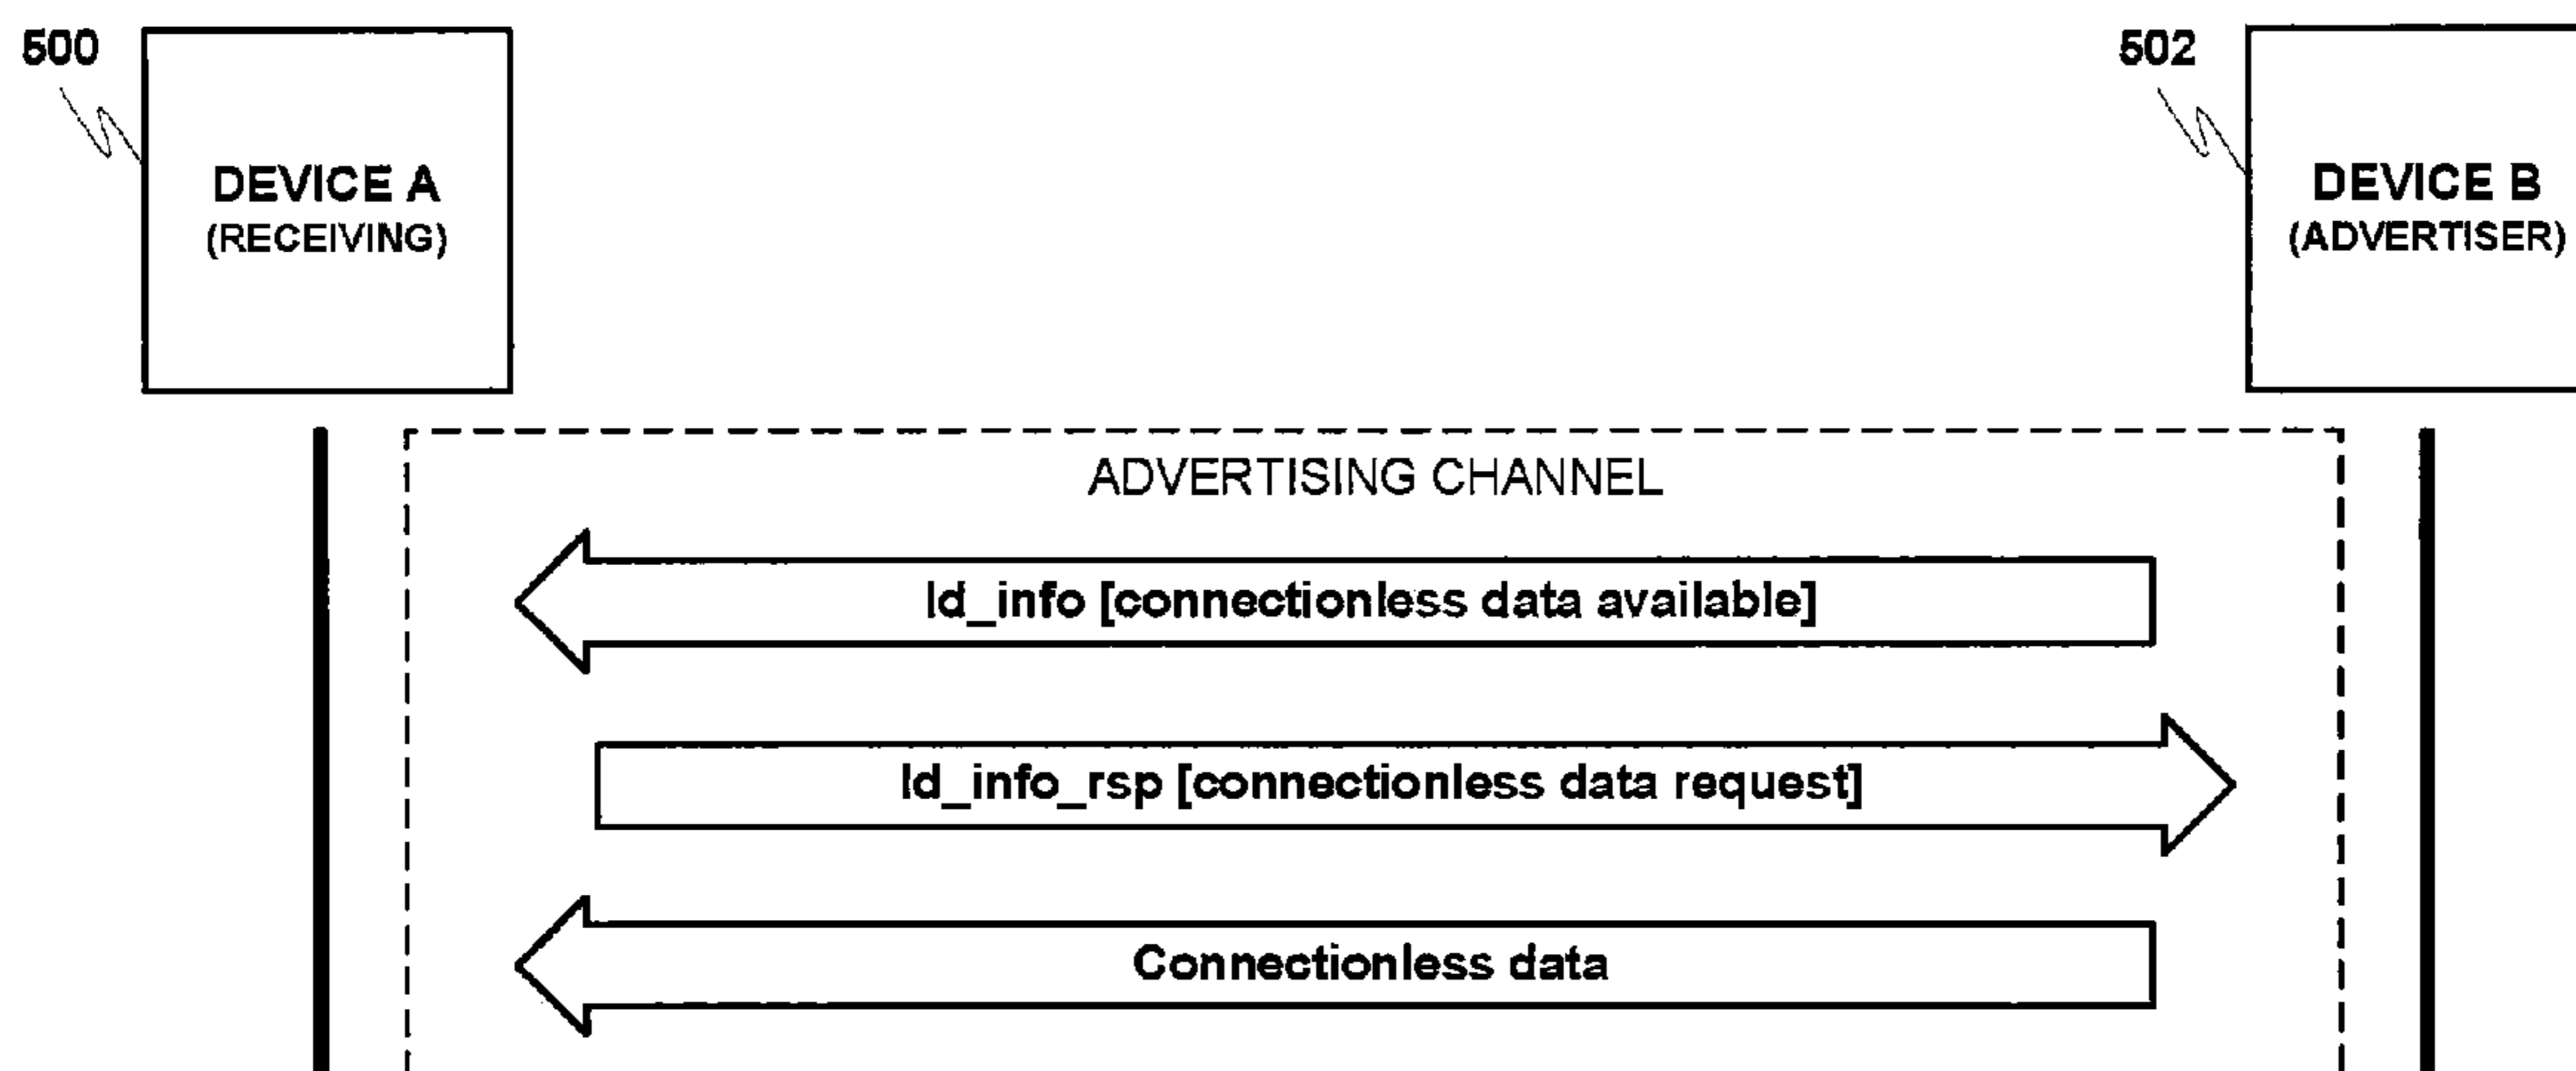 500
502
DEVICE A
(RECEIVING)
DEVICE B
(ADVERTISER)
ADVERTISING CHANNEL
Id_info [connectionless data available]
Id_info_rsp [connectionless data request]
Connectionless data